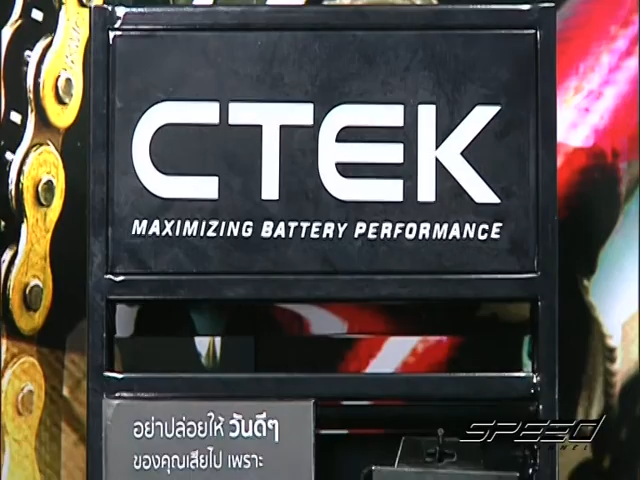 CTEK
MAXIMIZING BATTERY PERFORMANCE
อย่าปล่อยให้ วันดีๆ
ของคุณเสียไป เพราะ
SPEED
CHANNEL